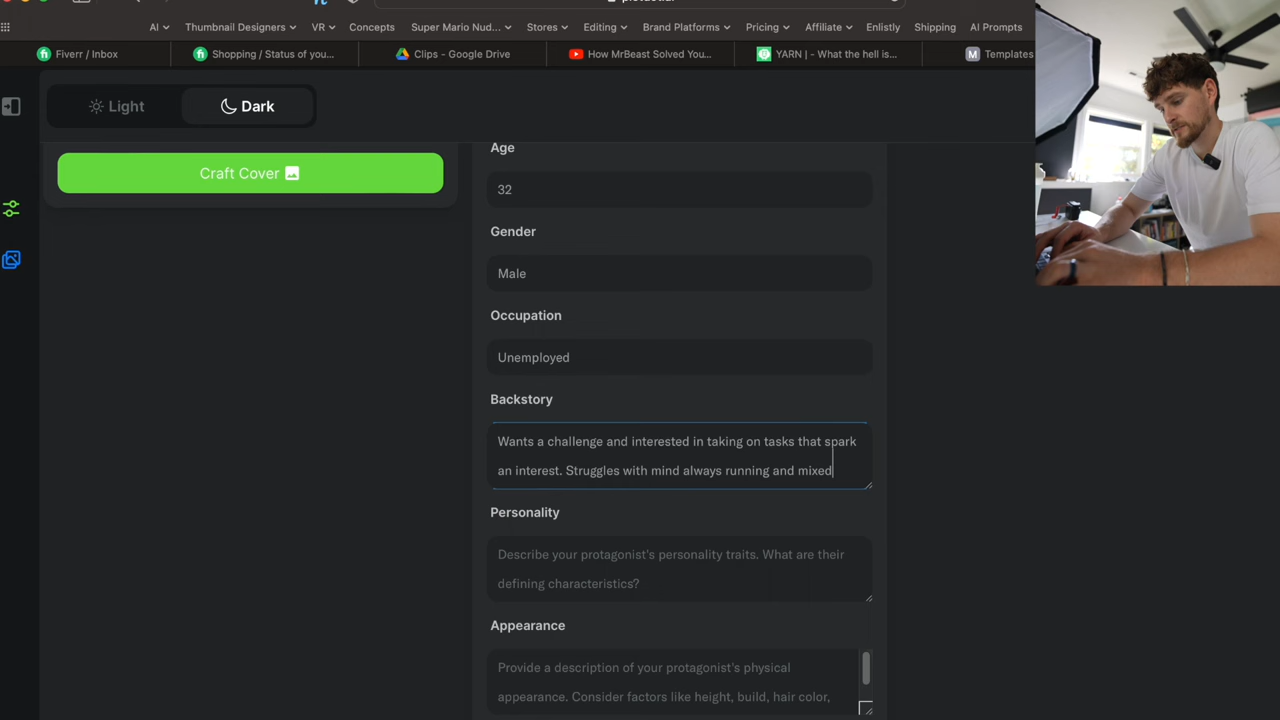 AI
Thumbnail Designers
VR
Concepts
Super Mario Nud...
Stores
Editing
Brand Platforms
Pricing
Affiliate
Enlistly
Shipping
AI Prompts
Fiverr / Inbox
Shopping / Status of you...
Clips - Google Drive
How MrBeast Solved You...
YARN | - What the hell is...
M
Templates
Light
Dark
Craft Cover
Age
32
Gender
Male
Occupation
Unemployed
Backstory
Wants a challenge and interested in taking on tasks that spark
an interest. Struggles with mind always running and mixed
Personality
Describe your protagonist's personality traits. What are their
defining characteristics?
Appearance
Provide a description of your protagonist's physical
appearance. Consider factors like height, build, hair color,